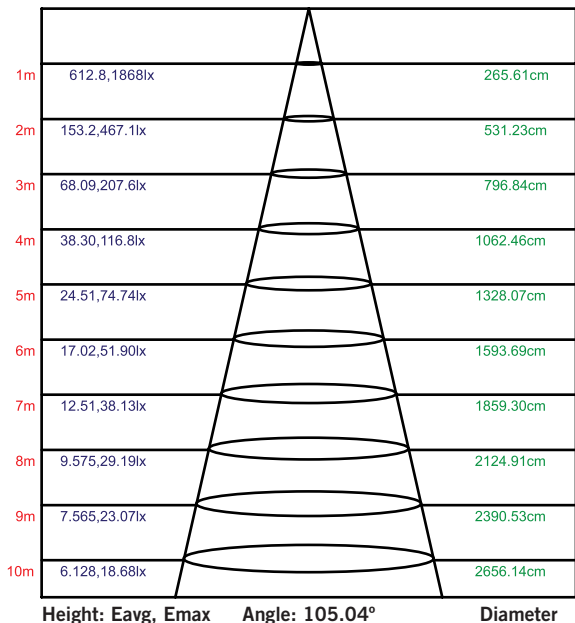 1m 612.8,1868lx 265.61cm
2m 153.2,467.1lx 531.23cm
3m 68.09,207.6lx 796.84cm
4m 38.30,116.8lx 1062.46cm
5m 24.51,74.74lx 1328.07cm
6m 17.02,51.90lx 1593.69cm
7m 12.51,38.13lx 1859.30cm
8m 9.575,29.19lx 2124.91cm
9m 7.565,23.07lx 2390.53cm
10m 6.128,18.68lx 2656.14cm
Height: Eavg, Emax Angle: 105.04º Diameter